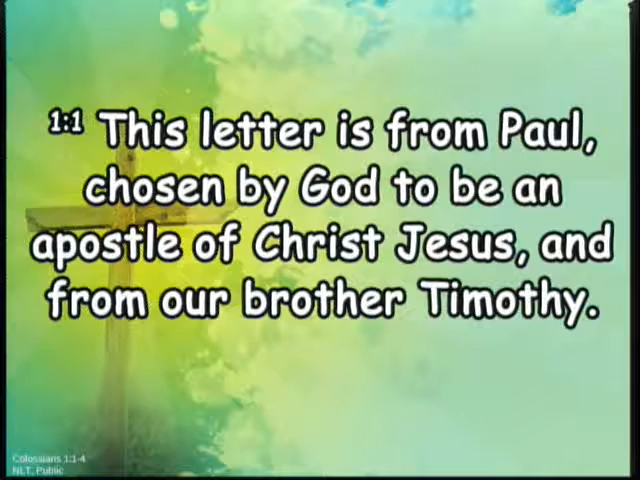 1:1 This letter is from Paul,
chosen by God to be an
apostle of Christ Jesus, and
from our brother Timothy.
Colossians 1:1-4
NLT, Public